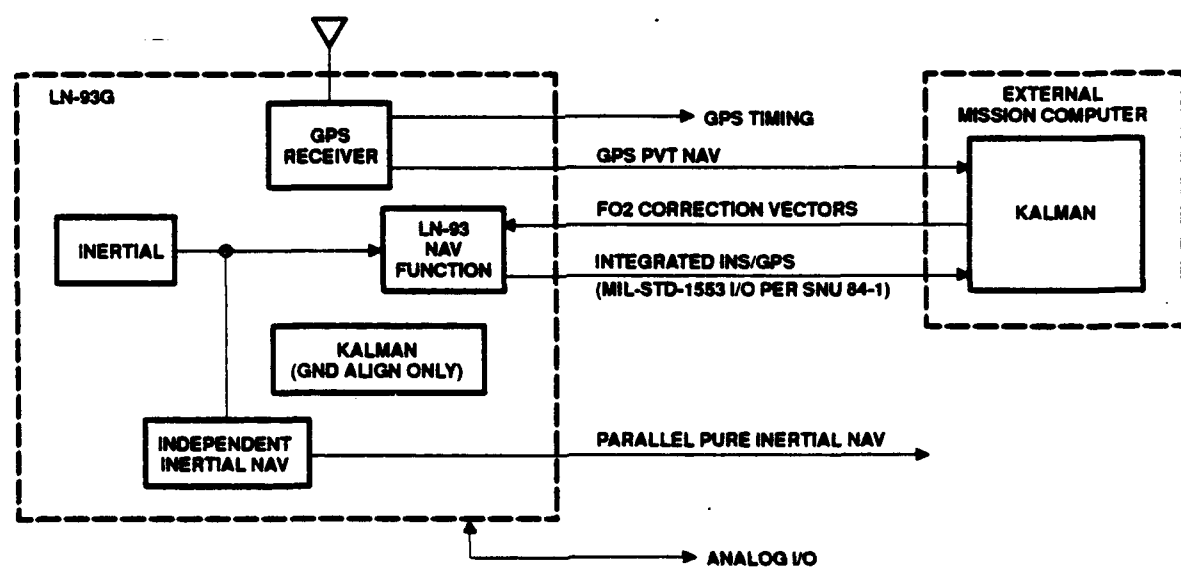 LN-93G
GPS
RECEIVER
GPS TIMING
GPS PVT NAV
EXTERNAL
MISSION COMPUTER
KALMAN
FO2 CORRECTION VECTORS
INERTIAL
LN-93
NAV
FUNCTION
INTEGRATED INS/GPS
(MIL-STD-1553 I/O PER SNU 84-1)
KALMAN
(GND ALIGN ONLY)
INDEPENDENT
INERTIAL NAV
PARALLEL PURE INERTIAL NAV
ANALOG I/O